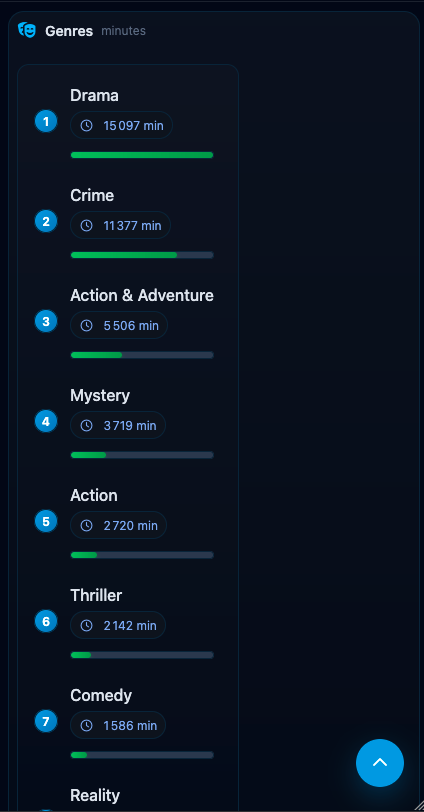 Genres minutes
Drama
1
15 097 min
Crime
2
11 377 min
Action & Adventure
3
5 506 min
Mystery
4
3 719 min
Action
5
2 720 min
Thriller
6
2 142 min
Comedy
7
1 586 min
Reality